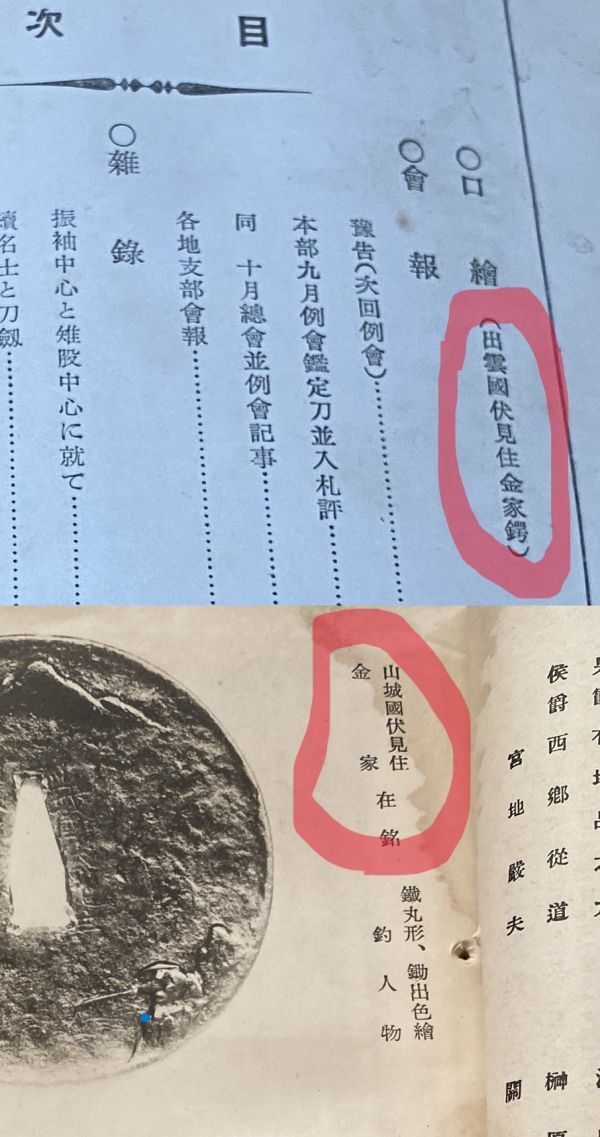 目次
○口繪(出雲國伏見住金家鍔)
○會報
豫告(次回例會)
本部九月例會鑑定刀並入札評
同 十月總會並例會記事
各地支部會報
○雜錄
振袖中心と雉股中心に就て
續名士と刀劔
侯爵西鄉從道
宮地嚴夫
山城國伏見住
金家
在銘
鐵丸形、鋤出色繪
釣人物